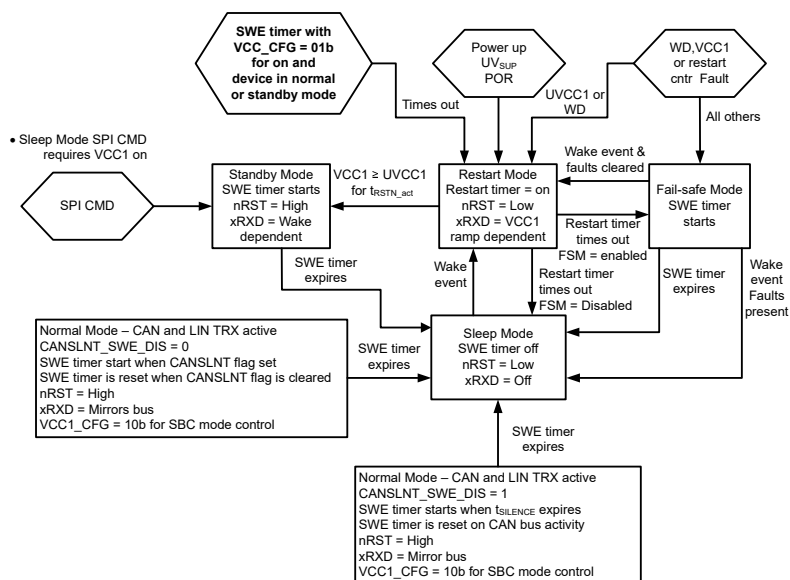 SWE timer with
VCC_CFG = 01b
for on and
device in normal
or standby mode
Power up
UVSUP
POR
WD,VCC1
or restart
cntr Fault
Times out
UVCC1 or
WD
All others
• Sleep Mode SPI CMD
requires VCC1 on
SPI CMD
Standby Mode
SWE timer starts
nRST = High
xRXD = Wake
dependent
VCC1 ≥ UVCC1
for tRSTN_act
Restart Mode
Restart timer = on
nRST = Low
xRXD = VCC1
ramp dependent
Wake event &
faults cleared
Fail-safe Mode
SWE timer
starts
Restart timer
times out
FSM = enabled
SWE timer
expires
Wake
event
Restart timer
times out
FSM = Disabled
SWE timer
expires
Wake
event
Faults
present
Sleep Mode
SWE timer off
nRST = Low
xRXD = Off
Normal Mode – CAN and LIN TRX active
CANSLNT_SWE_DIS = 0
SWE timer start when CANSLNT flag set
SWE timer is reset when CANSLNT flag is cleared
nRST = High
xRXD = Mirrors bus
VCC1_CFG = 10b for SBC mode control
SWE timer
expires
SWE timer
expires
Normal Mode – CAN and LIN TRX active
CANSLNT_SWE_DIS = 1
SWE timer starts when tSILENCE expires
SWE timer is reset on CAN bus activity
nRST = High
xRXD = Mirror bus
VCC1_CFG = 10b for SBC mode control